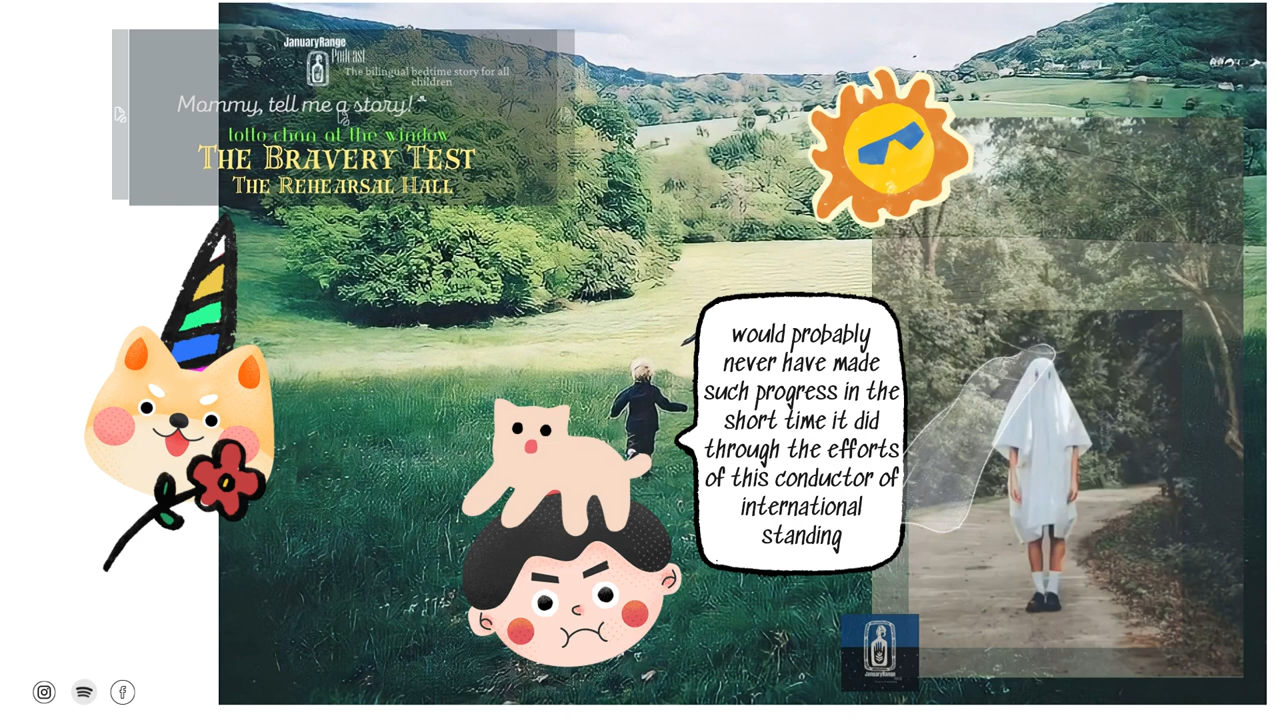 JanuaryRange
Podcast
The bilingual bedtime story for all
children
Mommy, tell me a story!
totto chan at the window
The Bravery Test
The Rehearsal Hall
would probably
never have made
such progress in the
short time it did
through the efforts
of this conductor of
international
standing
JanuaryRange